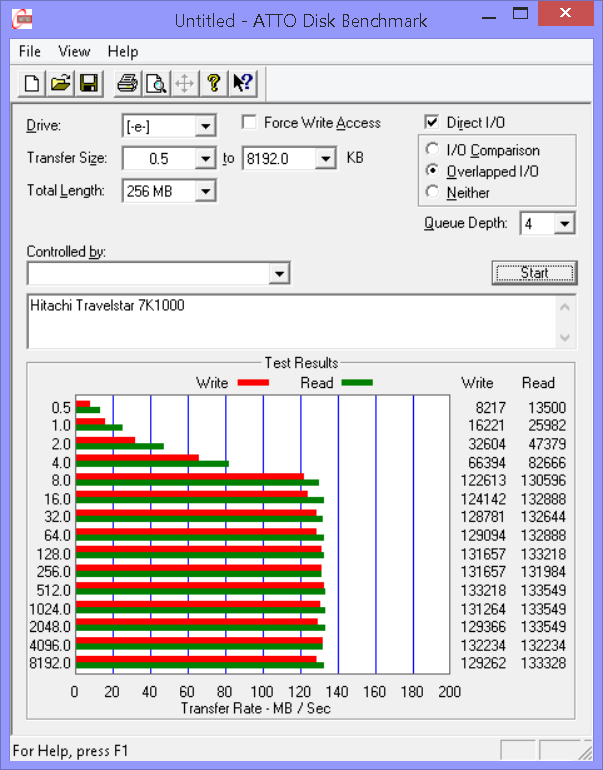 Untitled - ATTO Disk Benchmark
File View Help
Drive: [-e-] Force Write Access Direct I/O
Transfer Size: 0.5 to 8192.0 KB I/O Comparison
Overlapped I/O
Total Length: 256 MB Neither
Queue Depth: 4
Controlled by:
Start
Hitachi Travelstar 7K1000
Test Results
Write Read Write Read
0.5 8217 13500
1.0 16221 25982
2.0 32604 47379
4.0 66394 82666
8.0 122613 130596
16.0 124142 132888
32.0 128781 132644
64.0 129094 132888
128.0 131657 133218
256.0 131657 131984
512.0 133218 133549
1024.0 131264 133549
2048.0 129366 133549
4096.0 132234 132234
8192.0 129262 133328
0 20 40 60 80 100 120 140 160 180 200
Transfer Rate - MB / Sec
For Help, press F1